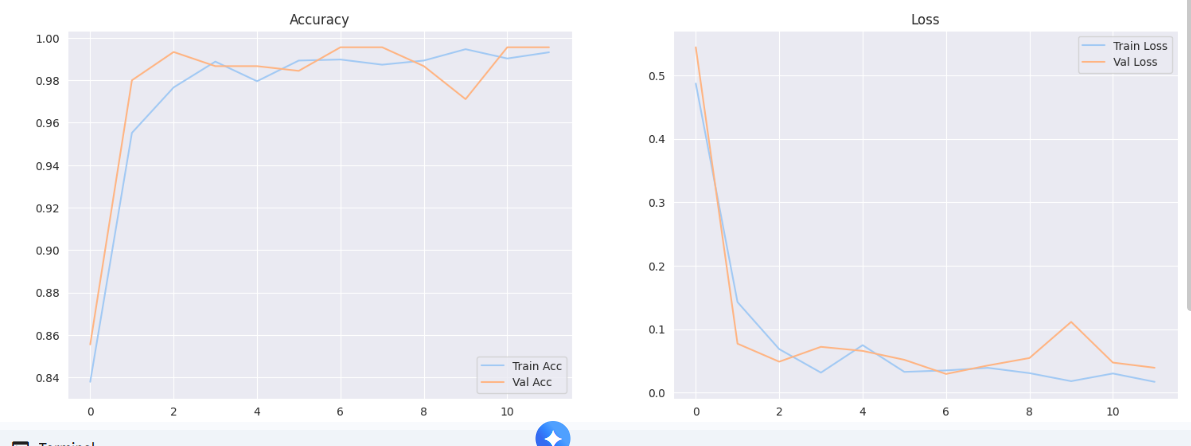 Accuracy
1.00
0.98
0.96
0.94
0.92
0.90
0.88
0.86
0.84
0 2 4 6 8 10
Train Acc
Val Acc
Loss
0.5
0.4
0.3
0.2
0.1
0.0
0 2 4 6 8 10
Train Loss
Val Loss
Terminal